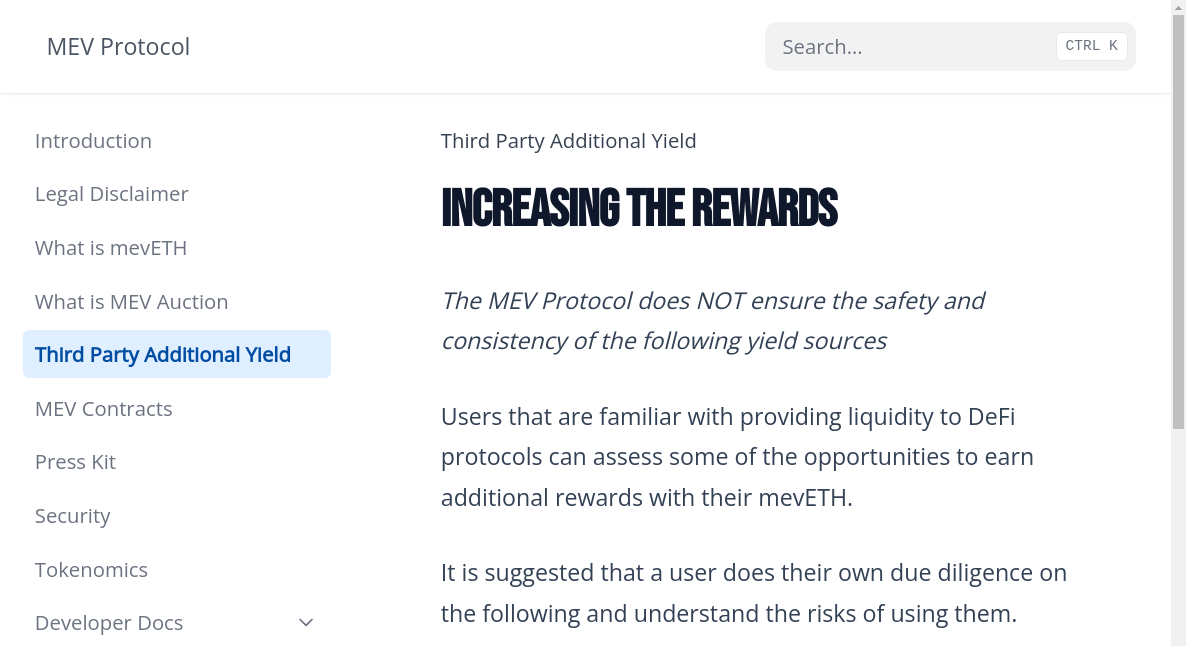 MEV Protocol
Search...
CTRL K
Introduction
Legal Disclaimer
What is mevETH
What is MEV Auction
Third Party Additional Yield
MEV Contracts
Press Kit
Security
Tokenomics
Developer Docs
Third Party Additional Yield
INCREASING THE REWARDS
The MEV Protocol does NOT ensure the safety and
consistency of the following yield sources
Users that are familiar with providing liquidity to DeFi
protocols can assess some of the opportunities to earn
additional rewards with their mevETH.
It is suggested that a user does their own due diligence on
the following and understand the risks of using them.